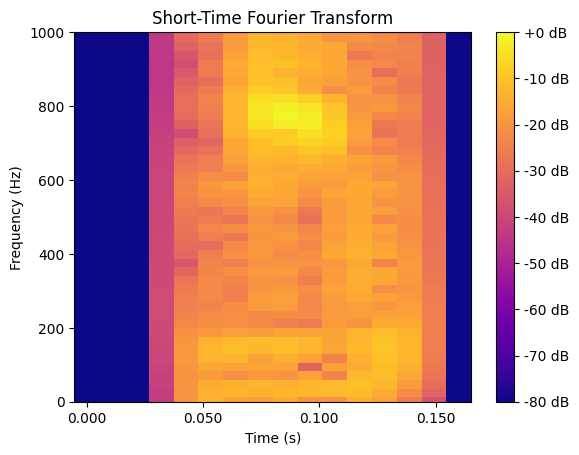 Short-Time Fourier Transform
1000
800
600
400
200
0
Frequency (Hz)
0.000
0.050
0.100
0.150
Time (s)
+0 dB
-10 dB
-20 dB
-30 dB
-40 dB
-50 dB
-60 dB
-70 dB
-80 dB